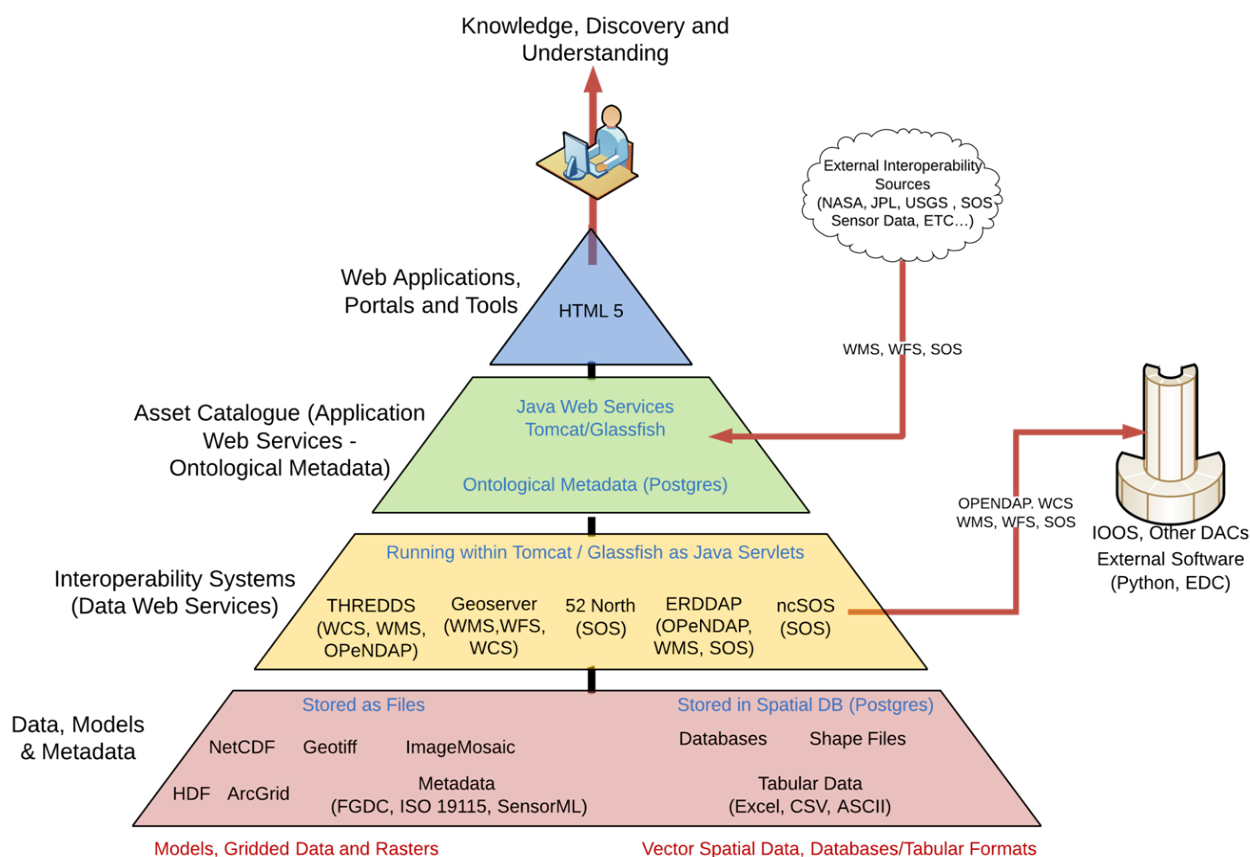 Knowledge, Discovery and
Understanding
External Interoperability
Sources
(NASA, JPL, USGS , SOS
Sensor Data, ETC...)
Web Applications,
Portals and Tools
HTML 5
WMS, WFS, SOS
Asset Catalogue (Application
Web Services -
Ontological Metadata)
Java Web Services
Tomcat/Glassfish
Ontological Metadata (Postgres)
OPENDAP. WCS
WMS, WFS, SOS
IOOS, Other DACs
External Software
(Python, EDC)
Interoperability Systems
(Data Web Services)
Running within Tomcat / Glassfish as Java Servlets
THREDDS
(WCS, WMS,
OPeNDAP)
Geoserver
(WMS,WFS,
WCS)
52 North
(SOS)
ERDDAP
(OPeNDAP,
WMS, SOS)
ncSOS
(SOS)
Data, Models
& Metadata
Stored as Files
NetCDF
Geotiff
ImageMosaic
HDF
ArcGrid
Metadata
(FGDC, ISO 19115, SensorML)
Stored in Spatial DB (Postgres)
Databases
Shape Files
Tabular Data
(Excel, CSV, ASCII)
Models, Gridded Data and Rasters
Vector Spatial Data, Databases/Tabular Formats